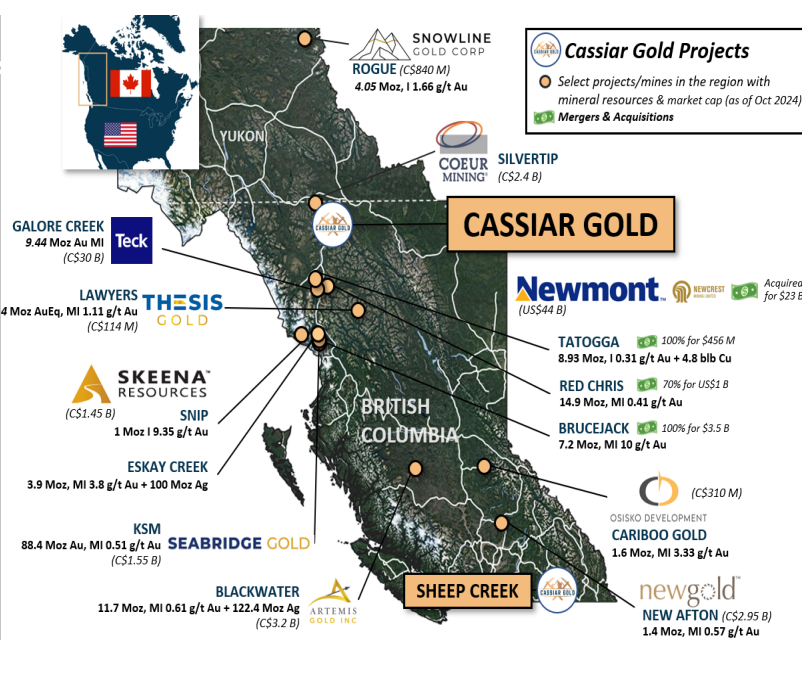 SNOWLINE
GOLD CORP
ROGUE (C$840 M)
4.05 Moz, I 1.66 g/t Au
CASSIAR GOLD
Cassiar Gold Projects
Select projects/mines in the region with
mineral resources & market cap (as of Oct 2024)
Mergers & Acquisitions
YUKON
COEUR
MINING
SILVERTIP
(C$2.4 B)
CASSIAR GOLD
CASSIAR GOLD
GALORE CREEK
9.44 Moz Au MI
(C$30 B)
Teck
LAWYERS
4 Moz AuEq, MI 1.11 g/t Au
(C$114 M)
THESIS
GOLD
Newmont™
(US$44 B)
NEWCREST
MINING LIMITED
Acquired
for $23 B
TATOGGA
100% for $456 M
8.93 Moz, I 0.31 g/t Au + 4.8 blb Cu
RED CHRIS
70% for US$1 B
14.9 Moz, MI 0.41 g/t Au
BRUCEJACK
100% for $3.5 B
7.2 Moz, MI 10 g/t Au
SKEENA™
RESOURCES
(C$1.45 B)
SNIP
1 Moz I 9.35 g/t Au
BRITISH
COLUMBIA
ESKAY CREEK
3.9 Moz, MI 3.8 g/t Au + 100 Moz Ag
KSM
88.4 Moz Au, MI 0.51 g/t Au
(C$1.55 B)
SEABRIDGE GOLD
OSISKO DEVELOPMENT
(C$310 M)
CARIBOO GOLD
1.6 Moz, MI 3.33 g/t Au
BLACKWATER
11.7 Moz, MI 0.61 g/t Au + 122.4 Moz Ag
(C$3.2 B)
ARTEMIS
GOLD INC
SHEEP CREEK
CASSIAR GOLD
newgold™
NEW AFTON (C$2.95 B)
1.4 Moz, MI 0.57 g/t Au